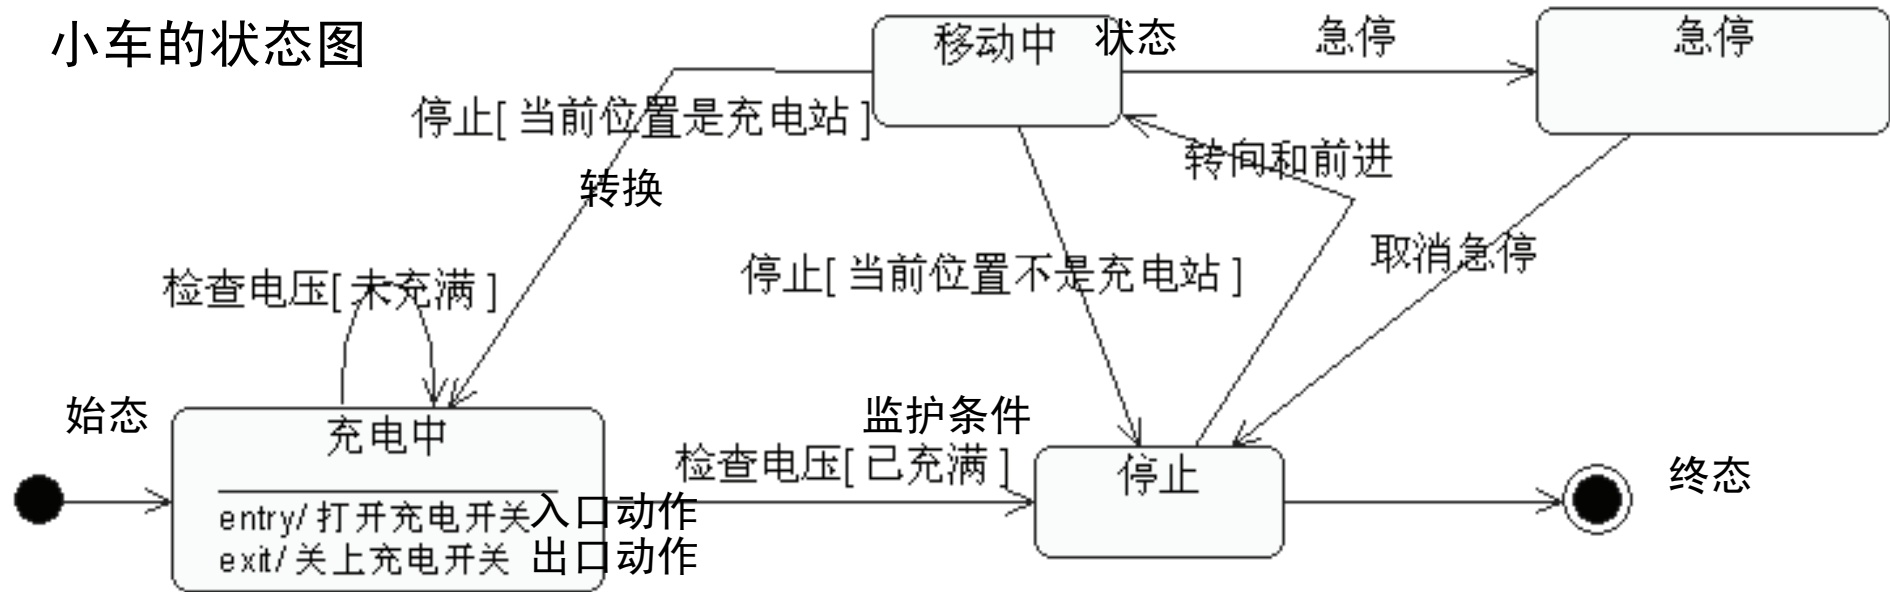 小车的状态图
移动中
状态
急停
急停
停止[ 当前位置是充电站 ]
转向和前进
转换
取消急停
停止[ 当前位置不是充电站 ]
检查电压[ 未充满 ]
始态
充电中
监护条件
检查电压[ 已充满 ]
停止
终态
entry/ 打开充电开关
入口动作
exit/ 关上充电开关
出口动作